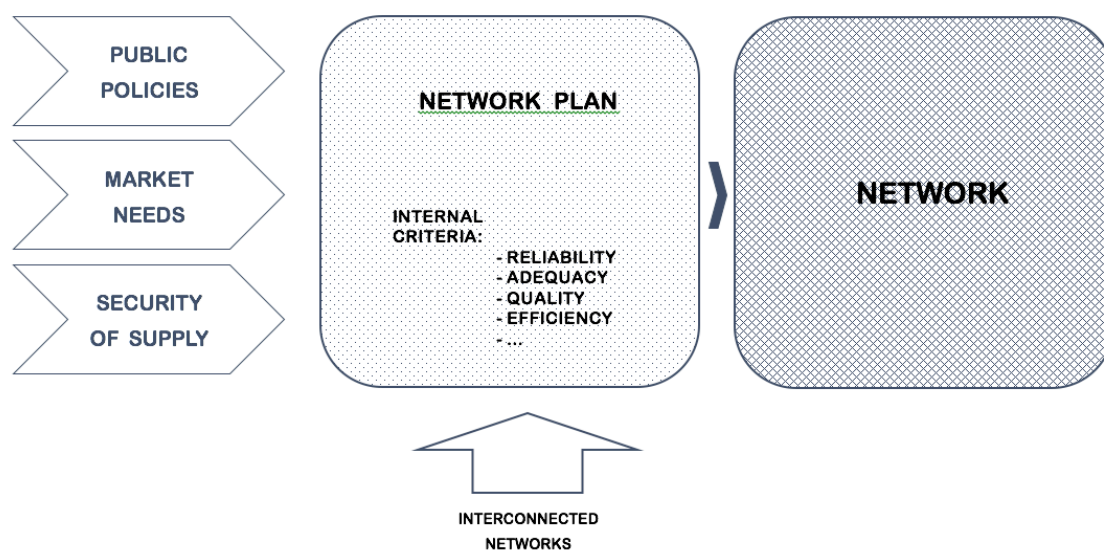 PUBLIC
POLICIES
MARKET
NEEDS
SECURITY
OF SUPPLY
NETWORK PLAN
INTERNAL
CRITERIA:
- RELIABILITY
- ADEQUACY
- QUALITY
- EFFICIENCY
- ...
NETWORK
INTERCONNECTED
NETWORKS